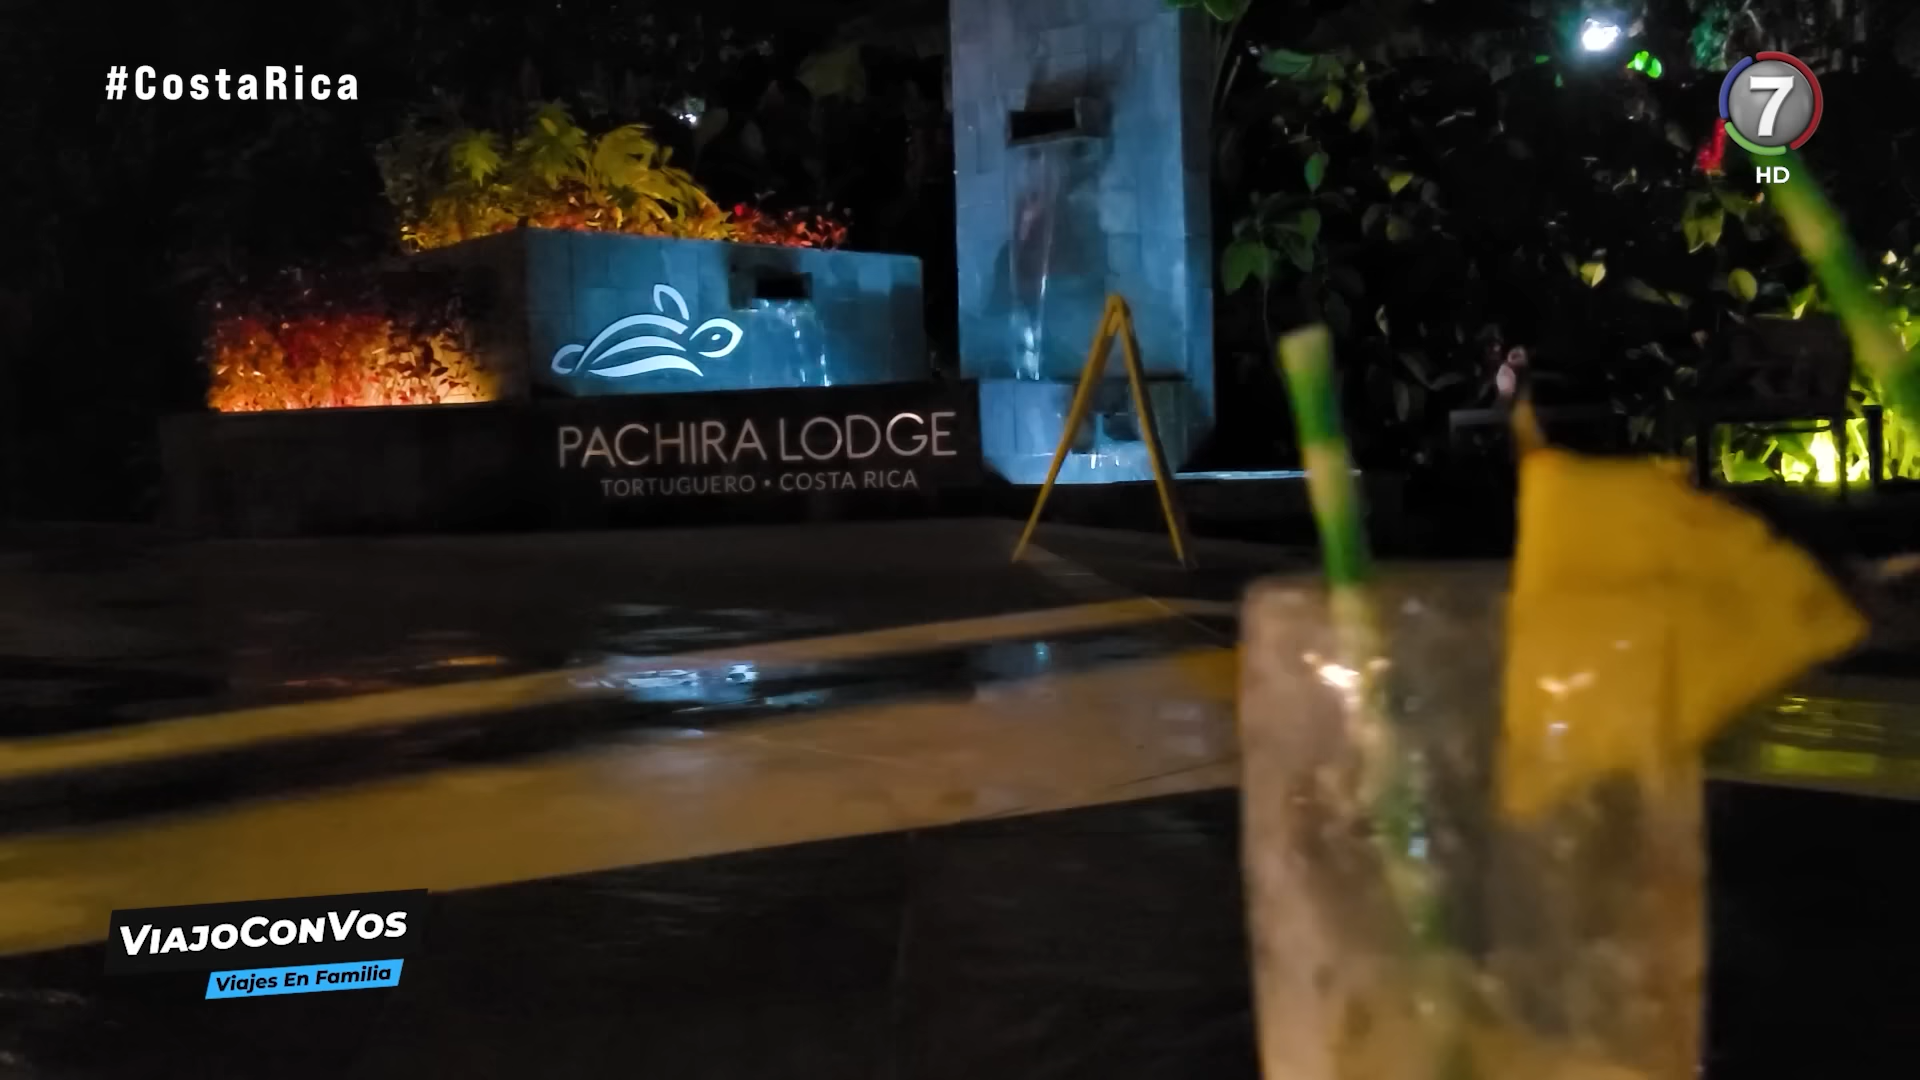 #CostaRica
7
HD
PACHIRA LODGE
TORTUGUERO • COSTA RICA
VIAJOCONVOS
Viajes En Familia